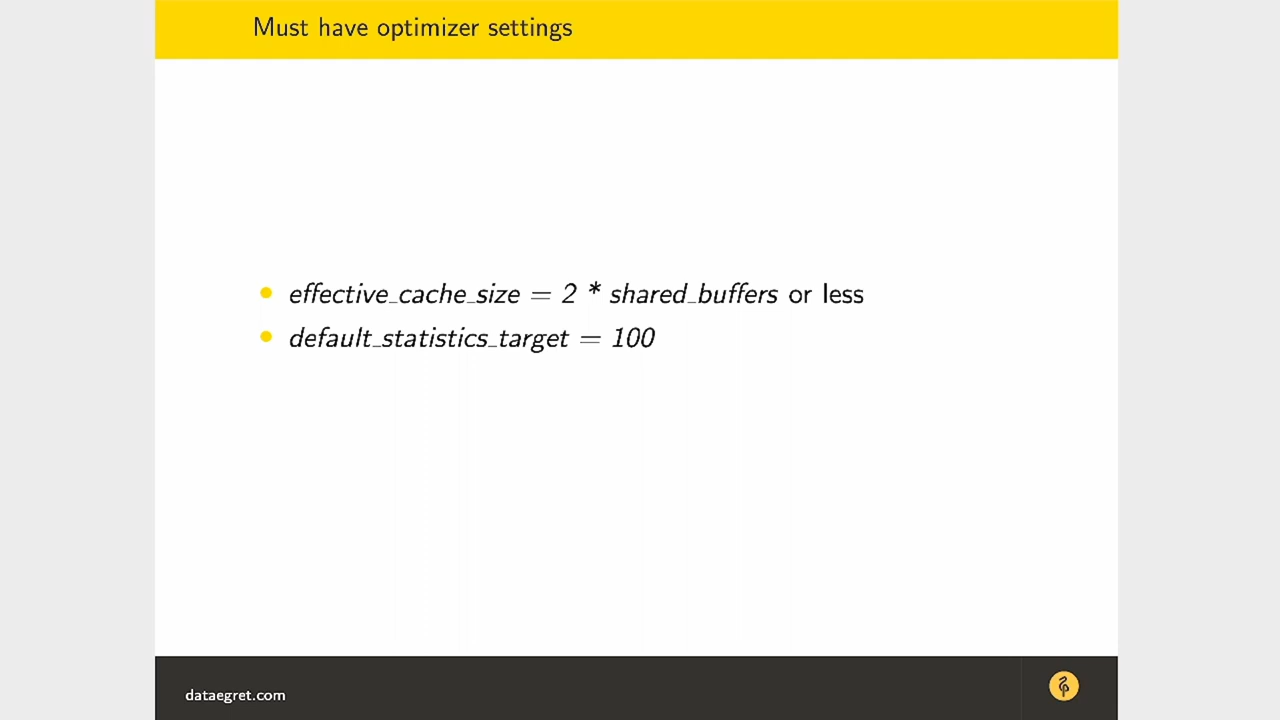 Must have optimizer settings
effective_cache_size = 2 * shared_buffers or less
default_statistics_target = 100
dataegret.com